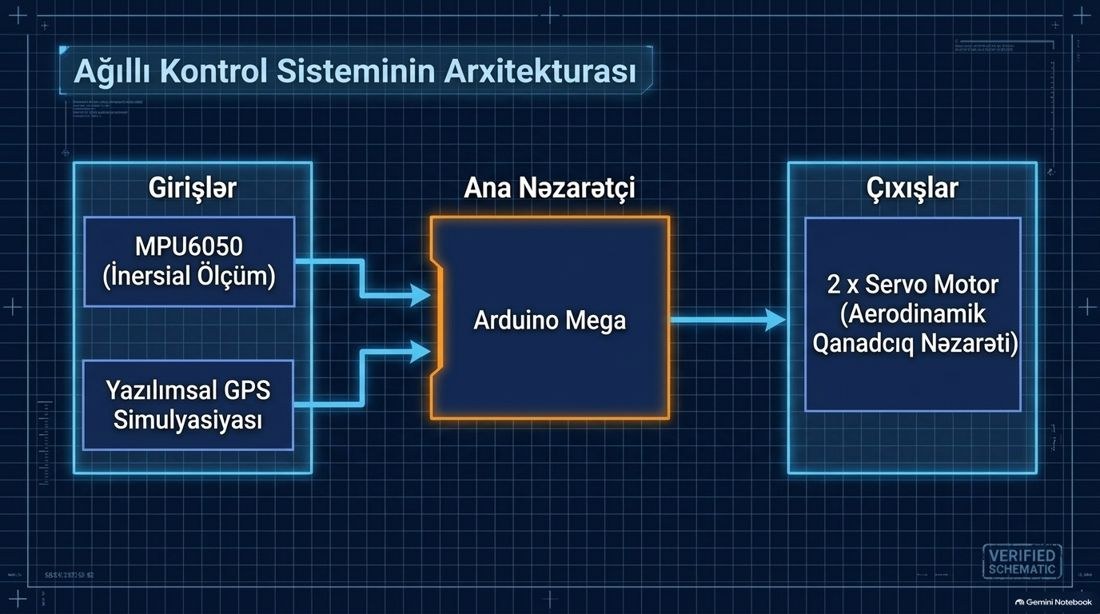 Ağıllı Kontrol Sisteminin Arxitekturası
Girişlər
MPU6050
(İnersial Ölçüm)
Yazılımsal GPS
Simulyasiyası
Ana Nəzarətçi
Arduino Mega
Çıxışlar
2 x Servo Motor
(Aerodinamik
Qanadcıq Nəzarəti)
VERIFIED
SCHEMATIC
Gemini Notebook